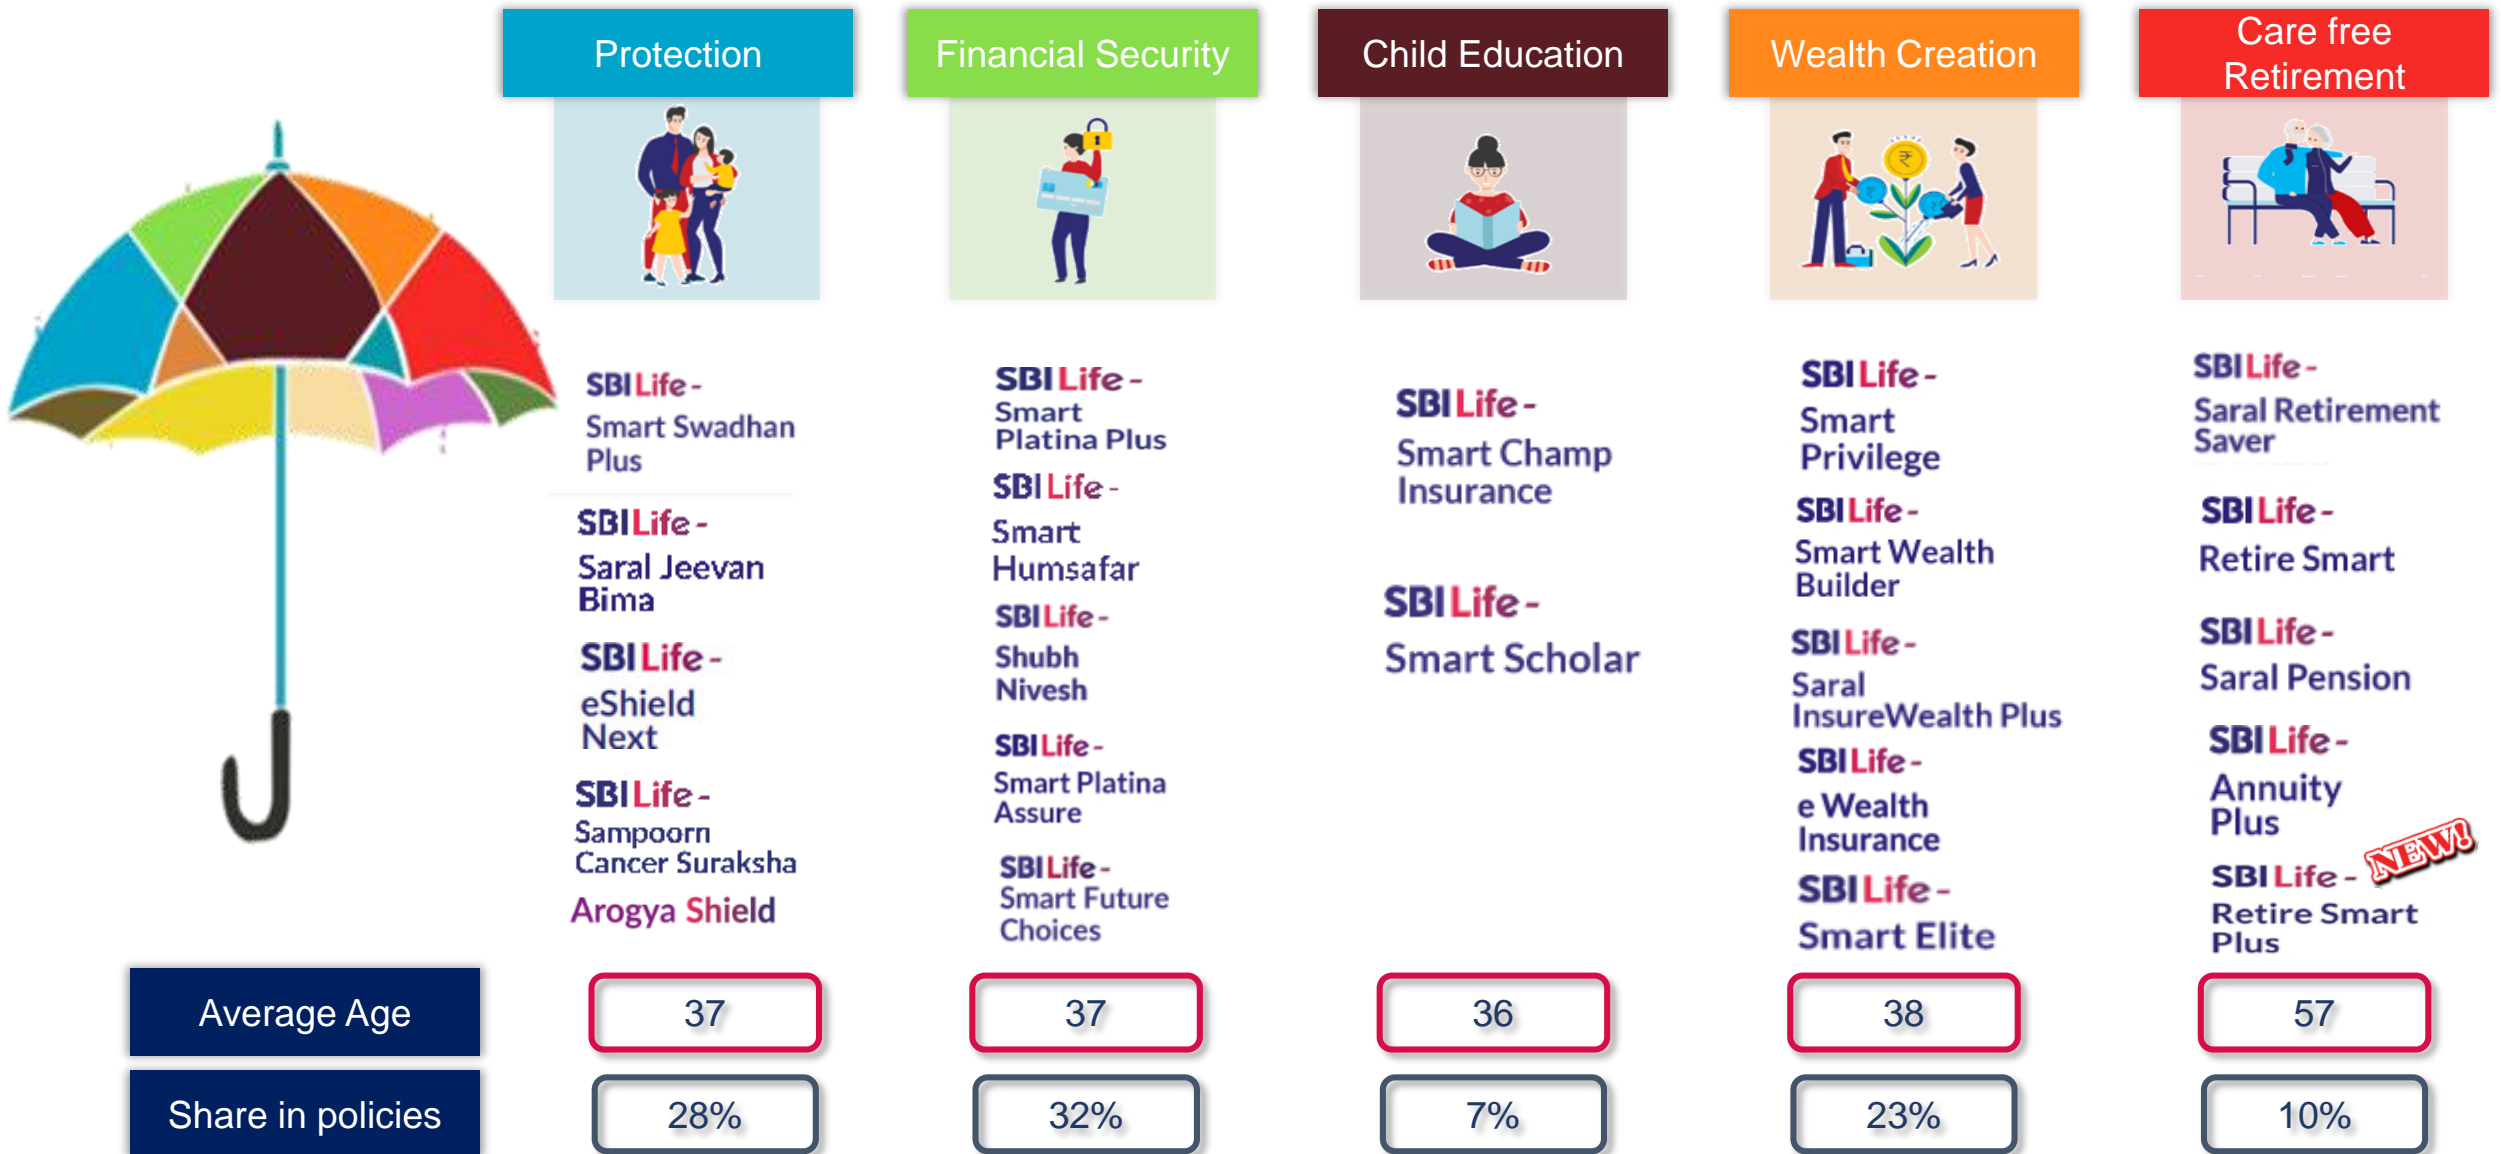 Protection
Financial Security
Child Education
Wealth Creation
Care free
Retirement
SBI Life -
Smart Swadhan
Plus
SBI Life -
Saral Jeevan
Bima
SBI Life -
eShield
Next
SBI Life -
Sampoorn
Cancer Suraksha
Arogya Shield
SBI Life -
Smart
Platina Plus
SBI Life -
Smart
Humsafar
SBI Life -
Shubh
Nivesh
SBI Life -
Smart Platina
Assure
SBI Life -
Smart Future
Choices
SBI Life -
Smart Champ
Insurance
SBI Life -
Smart Scholar
SBI Life -
Smart
Privilege
SBI Life -
Smart Wealth
Builder
SBI Life -
Saral
InsureWealth Plus
SBI Life -
e Wealth
Insurance
SBI Life -
Smart Elite
SBI Life -
Saral Retirement
Saver
SBI Life -
Retire Smart
SBI Life -
Saral Pension
SBI Life -
Annuity
Plus
NEW!
SBI Life -
Retire Smart
Plus
Average Age
37
37
36
38
57
Share in policies
28%
32%
7%
23%
10%